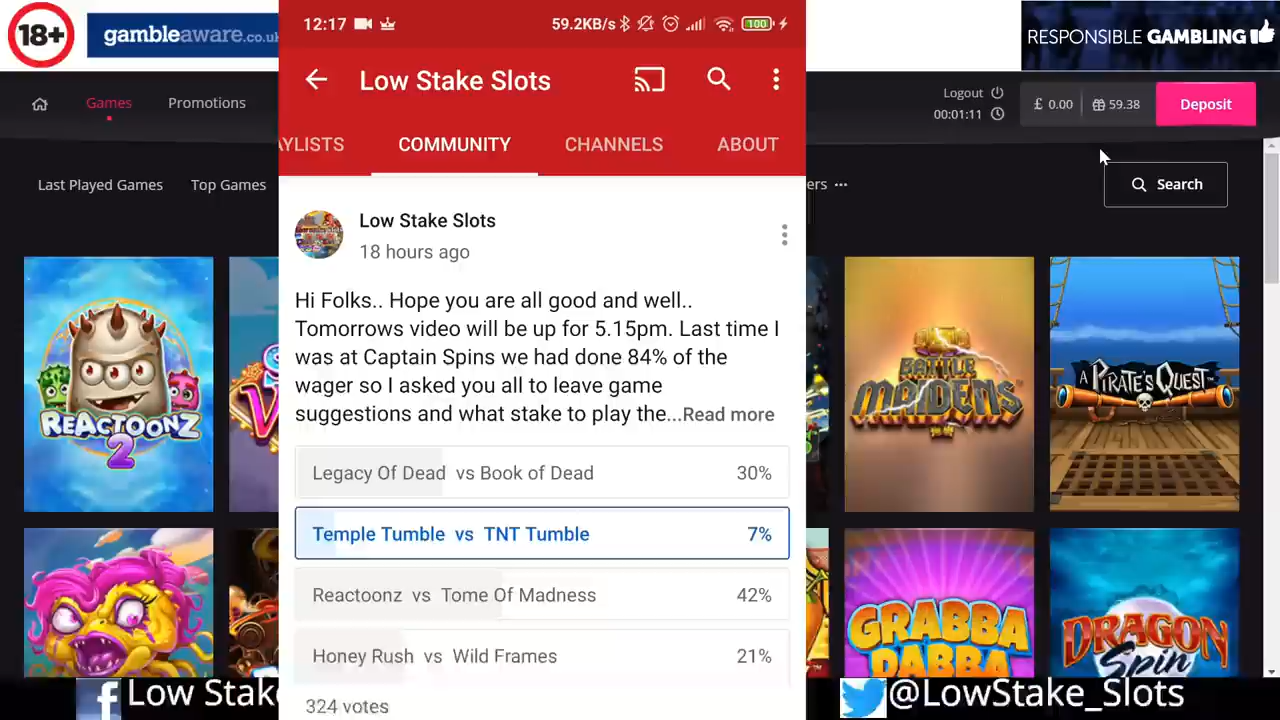 18+
gambleaware.co.uk
12:17
59.2KB/s
100
RESPONSIBLE GAMBLING
Low Stake Slots
Games
Promotions
Logout
00:01:11
£ 0.00
59.38
Deposit
AYLISTS
COMMUNITY
CHANNELS
ABOUT
Last Played Games
Top Games
ers ...
Search
Low Stake Slots
18 hours ago
Hi Folks.. Hope you are all good and well..
Tomorrows video will be up for 5.15pm. Last time I
was at Captain Spins we had done 84% of the
wager so I asked you all to leave game
suggestions and what stake to play the...Read more
Legacy Of Dead vs Book of Dead 30%
Temple Tumble vs TNT Tumble 7%
Reactoonz vs Tome Of Madness 42%
Honey Rush vs Wild Frames 21%
324 votes
REACTOONZ
2
BATTLE
MAIDENS
A PIRATE'S QUEST
GRABBA
DABBA
DRAGON
Spin
f Low Stak
@LowStake_Slots